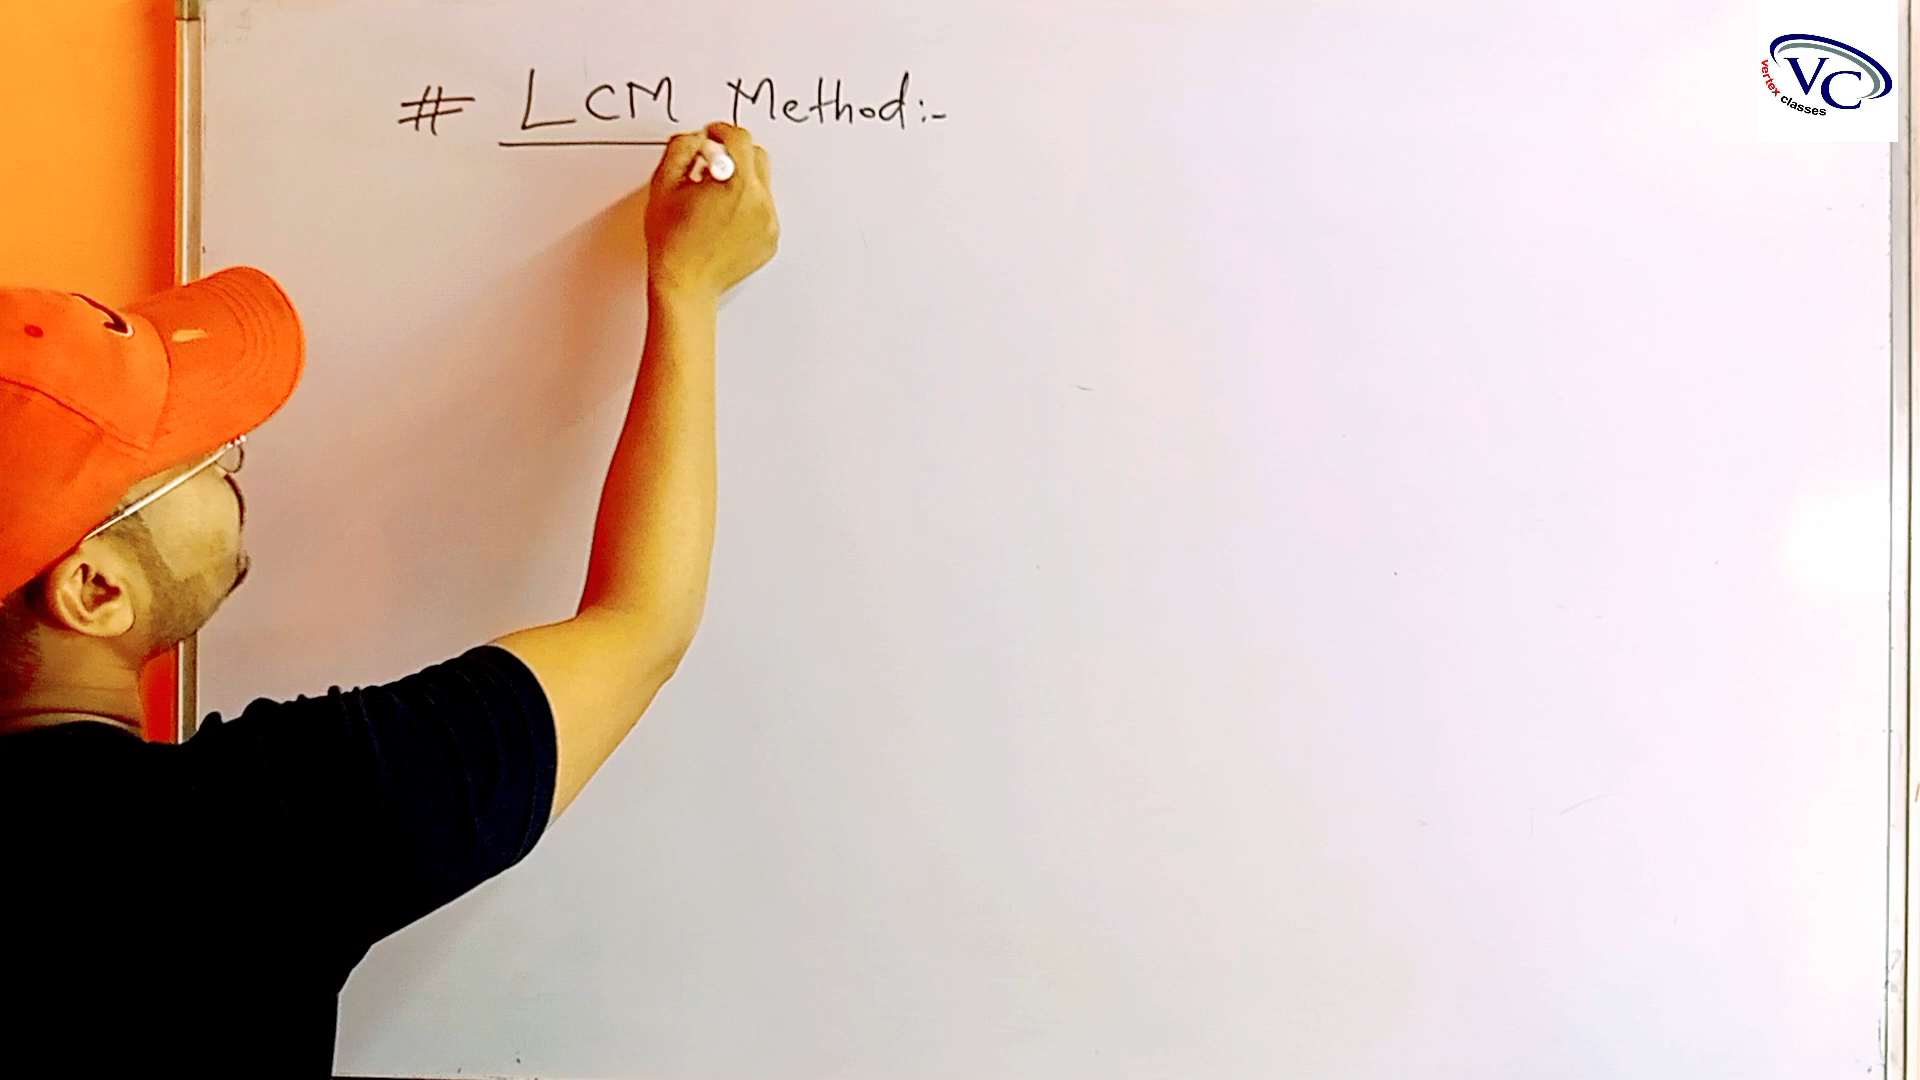 # LCM Method:-
VC
vertex classes